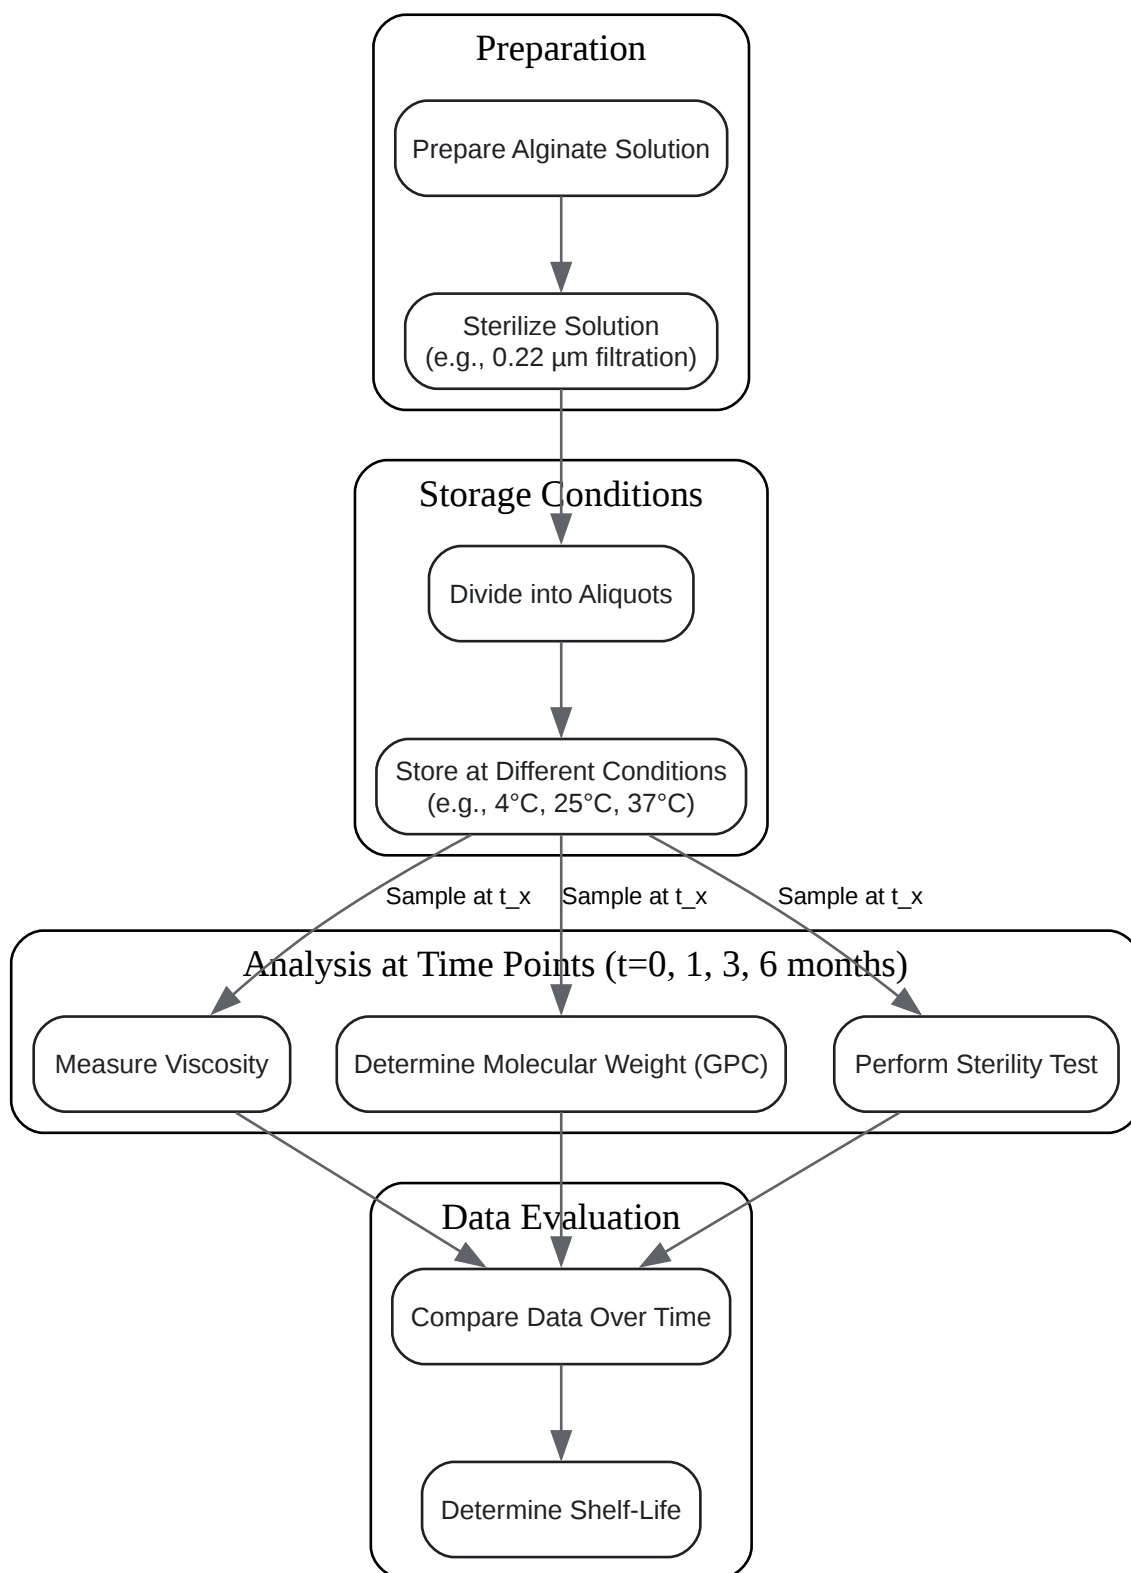 Preparation
Prepare Alginate Solution
Sterilize Solution
(e.g., 0.22 µm filtration)
Storage Conditions
Divide into Aliquots
Store at Different Conditions
(e.g., 4°C, 25°C, 37°C)
Sample at t_x
Sample at t_x
Sample at t_x
Analysis at Time Points (t=0, 1, 3, 6 months)
Measure Viscosity
Determine Molecular Weight (GPC)
Perform Sterility Test
Data Evaluation
Compare Data Over Time
Determine Shelf-Life